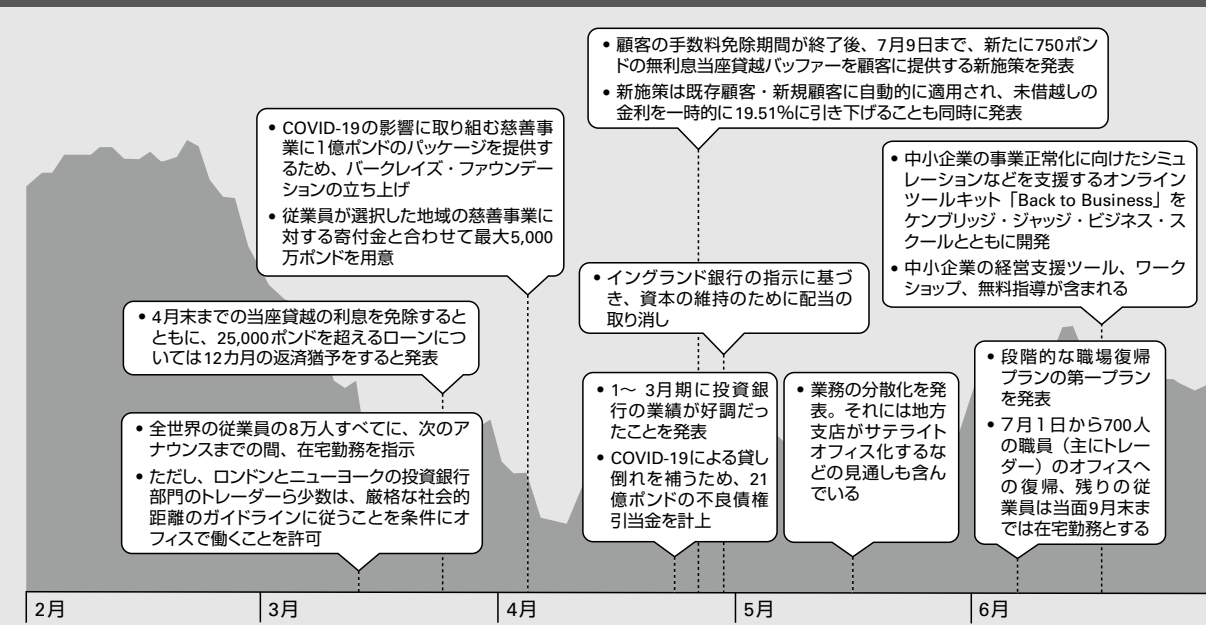 • 顧客の手数料免除期間が終了後、7月9日まで、新たに750ポン
ドの無利息当座貸越バッファーを顧客に提供する新施策を発表
• 新施策は既存顧客・新規顧客に自動的に適用され、未借越しの
金利を一時的に19.51%に引き下げることも同時に発表
• COVID-19の影響に取り組む慈善事
業に1億ポンドのパッケージを提供す
るため、バークレイズ・ファウンデー
ションの立ち上げ
• 従業員が選択した地域の慈善事業に
対する寄付金と合わせて最大5,000
万ポンドを用意
• 中小企業の事業正常化に向けたシミュ
レーションなどを支援するオンライン
ツールキット「Back to Business」を
ケンブリッジ・ジャッジ・ビジネス・ス
クールとともに開発
• 中小企業の経営支援ツール、ワーク
ショップ、無料指導が含まれる
• イングランド銀行の指示に基づ
き、資本の維持のために配当の
取り消し
• 4月末までの当座貸越の利息を免除すると
ともに、25,000ポンドを超えるローンにつ
いては12カ月の返済猶予をすると発表
• 全世界の従業員の8万人すべてに、次のア
ナウンスまでの間、在宅勤務を指示
• ただし、ロンドンとニューヨークの投資銀行
部門のトレーダーら少数は、厳格な社会的
距離のガイドラインに従うことを条件にオ
フィスで働くことを許可
• 1〜3月期に投資銀
行の業績が好調だっ
たことを発表
• COVID-19による貸し
倒れを補うため、21
億ポンドの不良債権
引当金を計上
• 業務の分散化を発
表。それには地方
支店がサテライト
オフィス化するな
どの見通しも含ん
でいる
• 段階的な職場復帰
プランの第一プラン
を発表
• 7月1日から700人
の職員（主にトレー
ダー）のオフィスへ
の復帰、残りの従
業員は当面9月末ま
では在宅勤務とする
2月
3月
4月
5月
6月